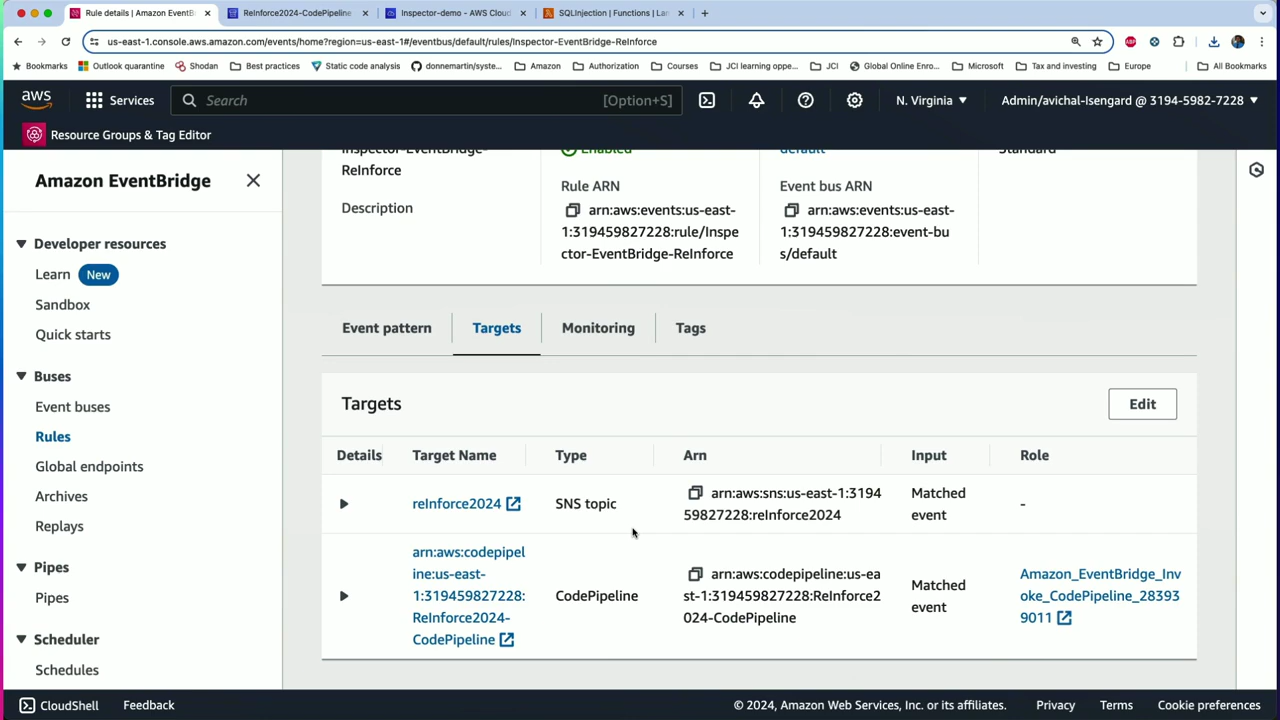 Rule details | Amazon EventBri
ReInforce2024-CodePipeline
Inspector-demo - AWS Cloud
SQLInjection | Functions | Lam
us-east-1.console.aws.amazon.com/events/home?region=us-east-1#/eventbus/default/rules/Inspector-EventBridge-ReInforce
Bookmarks
Outlook quarantine
Shodan
Best practices
Static code analysis
donnemartin/syste...
Amazon
Authorization
Courses
JCI learning oppe...
JCI
Global Online Enro...
Microsoft
Tax and investing
Europe
All Bookmarks
aws
Services
Search
[Option+S]
N. Virginia
Admin/avichal-Isengard @ 3194-5982-7228
Resource Groups & Tag Editor
Amazon EventBridge
Developer resources
Learn
New
Sandbox
Quick starts
Buses
Event buses
Rules
Global endpoints
Archives
Replays
Pipes
Pipes
Scheduler
Schedules
Inspector-EventBridge-
ReInforce
Description
Enabled
Rule ARN
arn:aws:events:us-east-
1:319459827228:rule/Inspe
ctor-EventBridge-ReInforce
default
Event bus ARN
arn:aws:events:us-east-
1:319459827228:event-bu
s/default
Standard
Event pattern
Targets
Monitoring
Tags
Targets
Edit
Details
Target Name
Type
Arn
Input
Role
reInforce2024
SNS topic
arn:aws:sns:us-east-1:3194
59827228:reInforce2024
Matched
event
-
arn:aws:codepipel
ine:us-east-
1:319459827228:
ReInforce2024-
CodePipeline
CodePipeline
arn:aws:codepipeline:us-ea
st-1:319459827228:ReInforce2
024-CodePipeline
Matched
event
Amazon_EventBridge_Inv
oke_CodePipeline_28393
9011
CloudShell
Feedback
© 2024, Amazon Web Services, Inc. or its affiliates.
Privacy
Terms
Cookie preferences